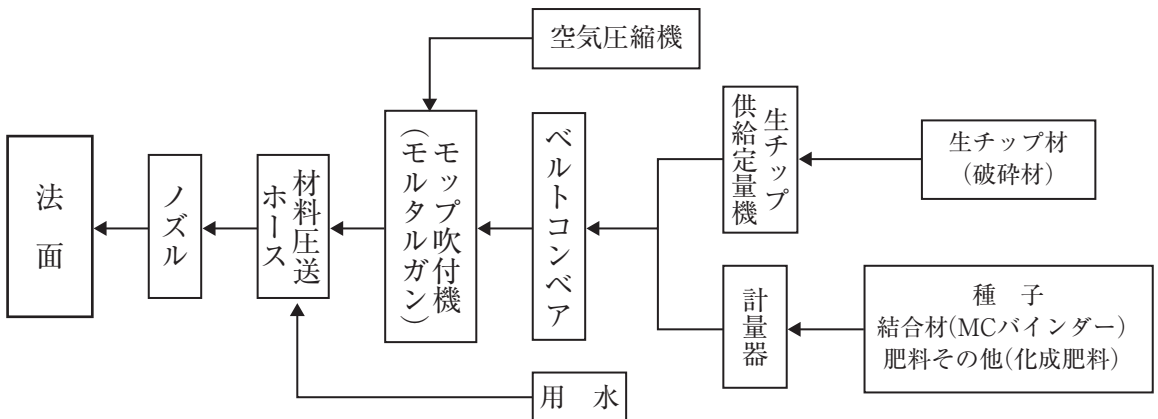 空気圧縮機
法面
ノズル
材料圧送
ホース
モップ吹付機
(モルタルガン)
ベルトコンベア
生チップ
供給定量機
生チップ材
(破砕材)
計量器
種 子
結合材(MCバインダー)
肥料その他(化成肥料)
用 水